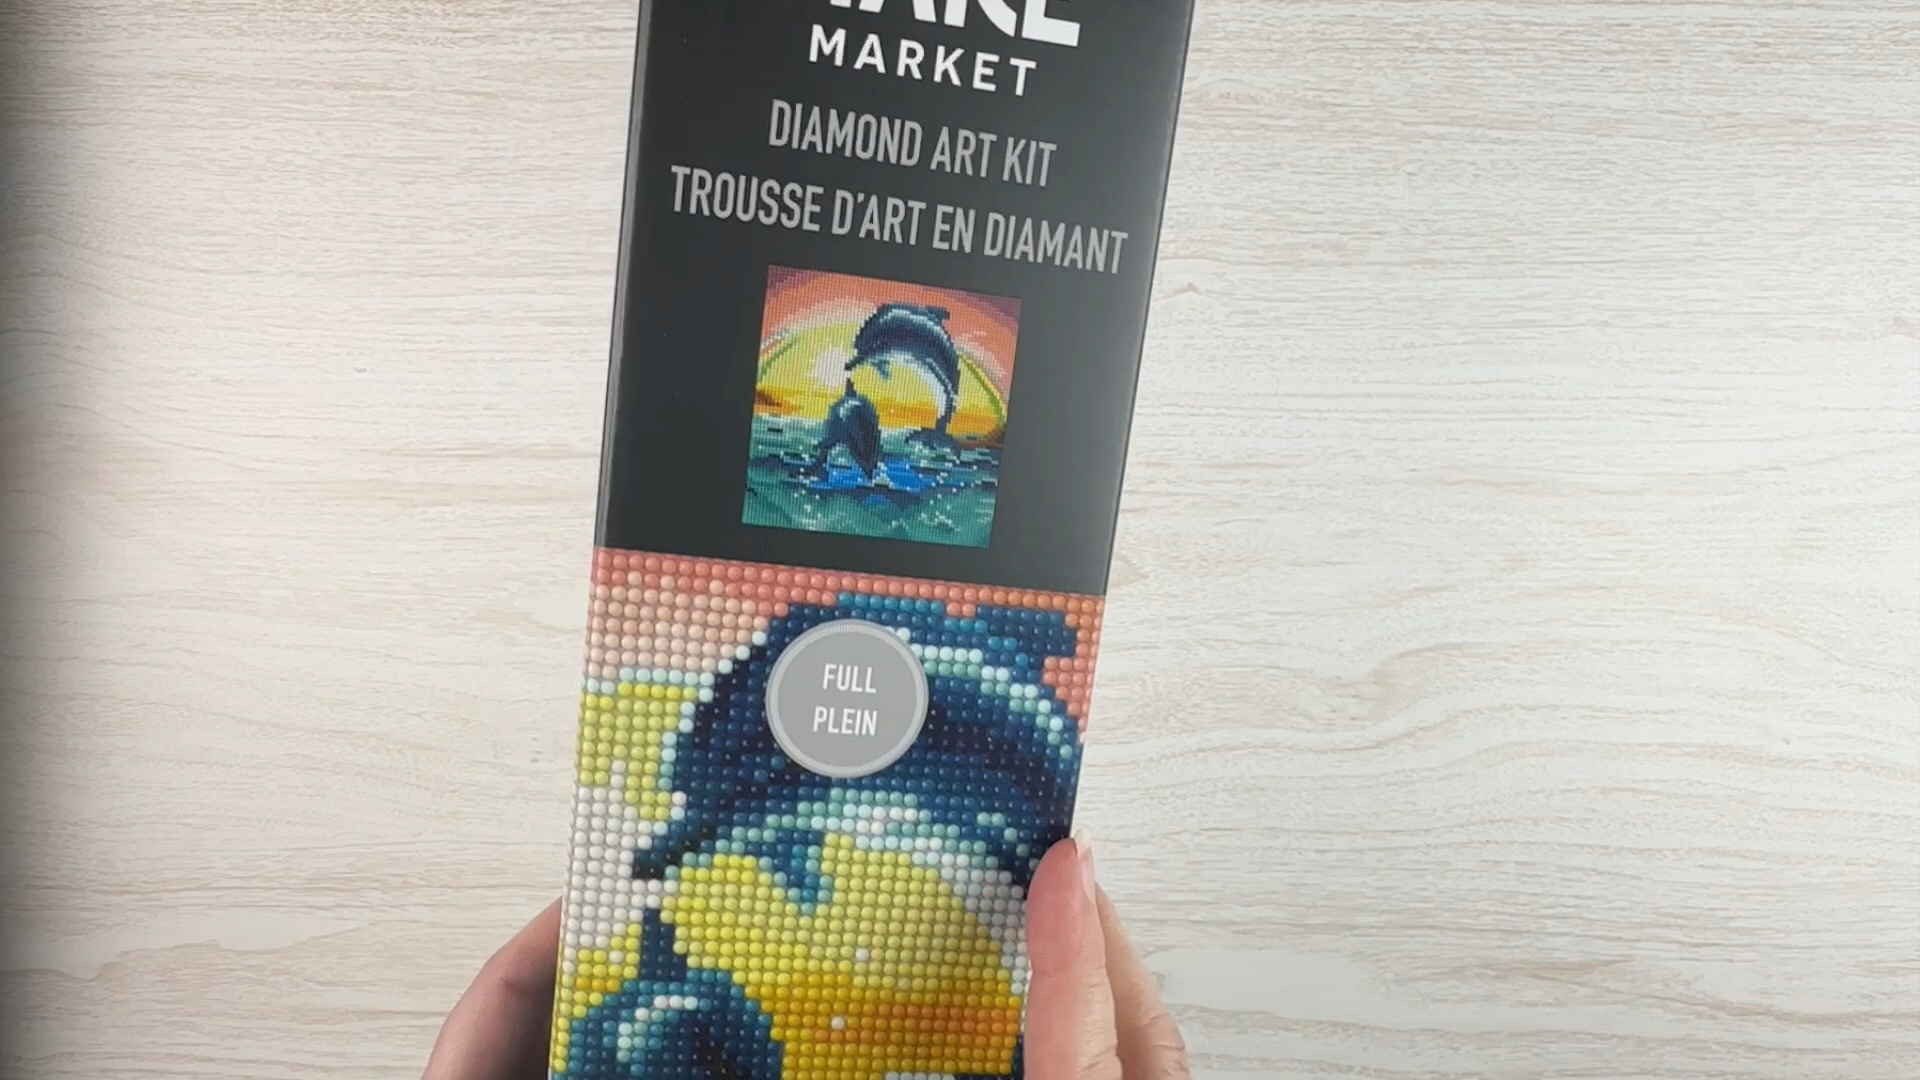 MARKET
DIAMOND ART KIT
TROUSSE D'ART EN DIAMANT
FULL
PLEIN